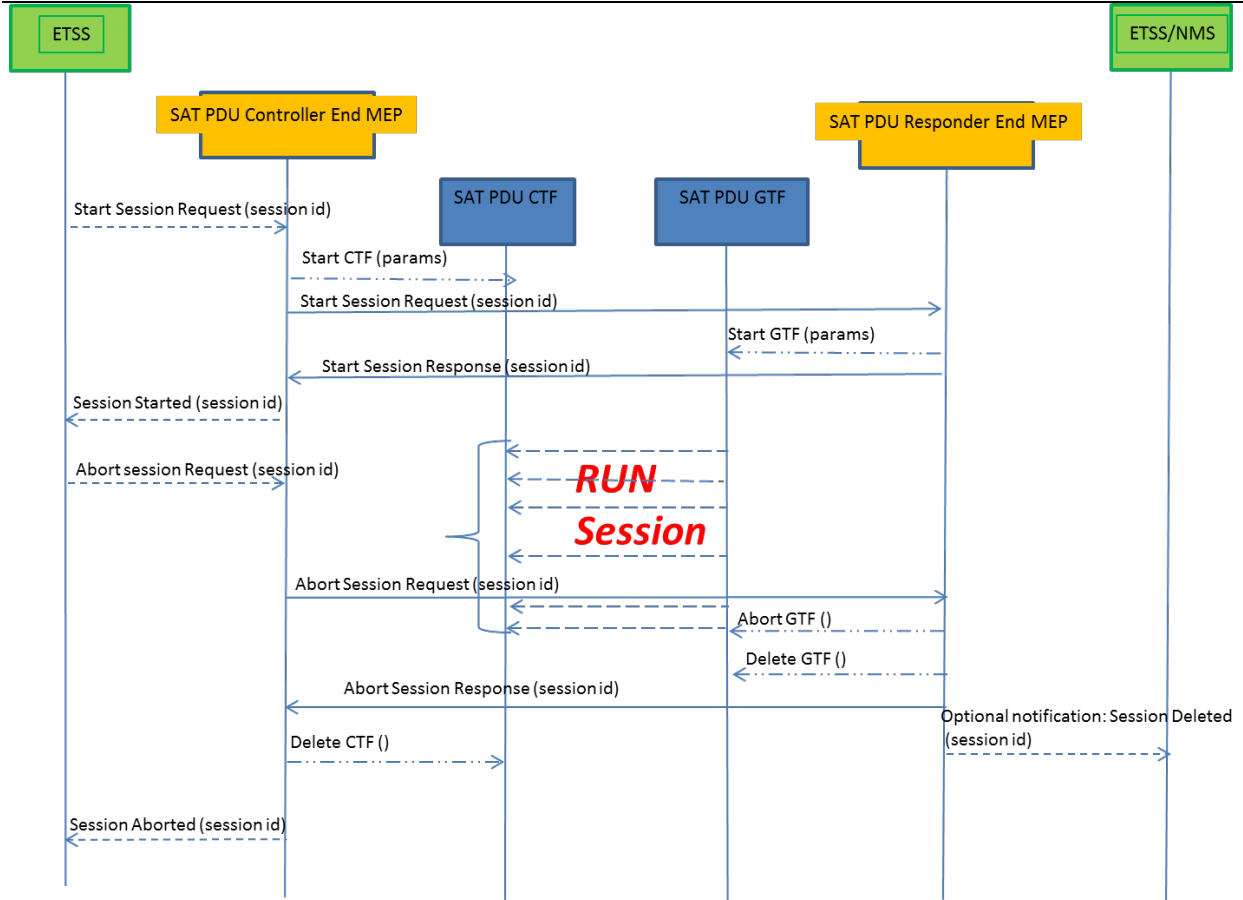 ETSS
ETSS/NMS
SAT PDU Controller End MEP
SAT PDU Responder End MEP
SAT PDU CTF
SAT PDU GTF
Start Session Request (session id)
Start CTF (params)
Start Session Request (session id)
Start GTF (params)
Start Session Response (session id)
Session Started (session id)
Abort session Request (session id)
RUN
Session
Abort Session Request (session id)
Abort GTF ()
Delete GTF ()
Abort Session Response (session id)
Optional notification: Session Deleted
(session id)
Delete CTF ()
Session Aborted (session id)